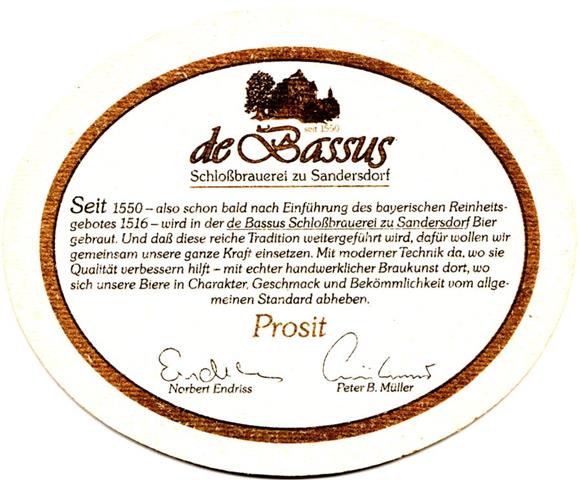 seit 1550
de Bassus
Schloßbrauerei zu Sandersdorf
Seit 1550 – also schon bald nach Einführung des bayerischen Reinheits-
gebotes 1516 – wird in der de Bassus Schloßbrauerei zu Sandersdorf Bier
gebraut. Und daß diese reiche Tradition weitergeführt wird, dafür wollen wir
gemeinsam unsere ganze Kraft einsetzen. Mit moderner Technik da, wo sie
Qualität verbessern hilft – mit echter handwerklicher Braukunst dort, wo
sich unsere Biere in Charakter, Geschmack und Bekömmlichkeit vom allge-
meinen Standard abheben.
Prosit
Norbert Endriss Peter B. Müller